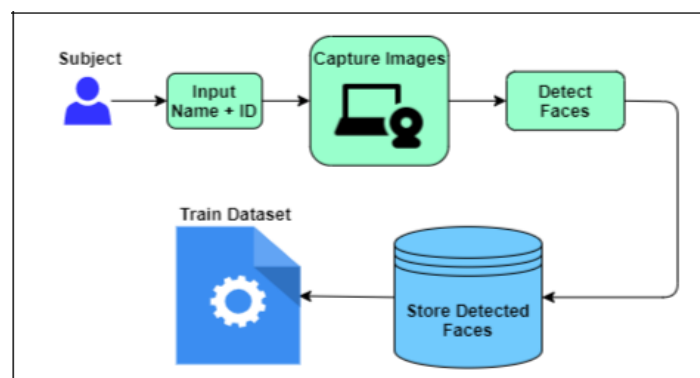 Subject
Input
Name + ID
Capture Images
Detect
Faces
Train Dataset
Store Detected
Faces